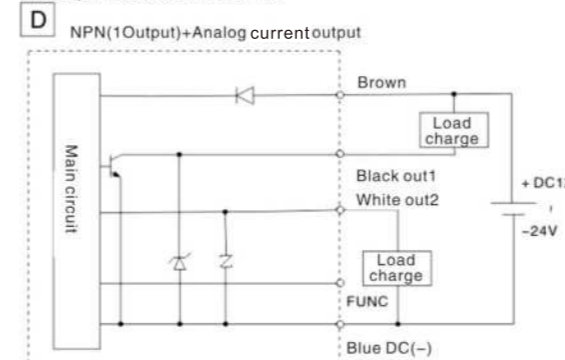 D
NPN(1Output)+Analog current output
Brown
Load
charge
Main circuit
Black out1
White out2
+ DC12
-24V
Load
charge
FUNC
Blue DC(-)